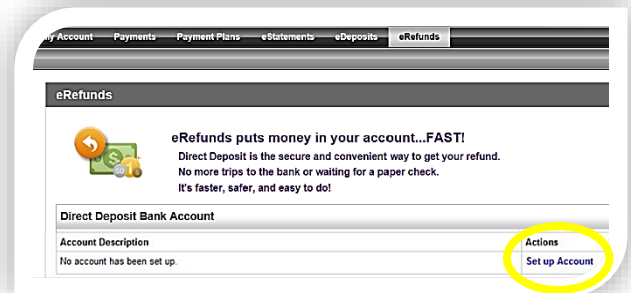 My Account Payments Payment Plans eStatements eDeposits eRefunds
eRefunds
eRefunds puts money in your account...FAST!
Direct Deposit is the secure and convenient way to get your refund.
No more trips to the bank or waiting for a paper check.
It's faster, safer, and easy to do!
Direct Deposit Bank Account
Account Description Actions
No account has been set up. Set up Account